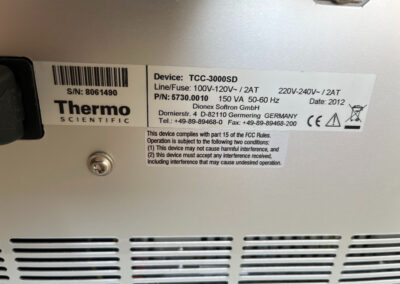 S/N: 8061490
Thermo
SCIENTIFIC
Device: TCC-3000SD
Line/Fuse: 100V-120V~ / 2AT 220V-240V~ / 2AT
P/N: 5730.0010 150 VA 50-60 Hz Date: 2012
Dionex Softron GmbH
Dornierstr. 4 D-82110 Germering GERMANY
Tel.: +49-89-89468-0 Fax: +49-89-89468-200
CE
This device complies with part 15 of the FCC Rules.
Operation is subject to the following two conditions:
(1) This device may not cause harmful interference, and
(2) this device must accept any interference received,
including interference that may cause undesired operation.